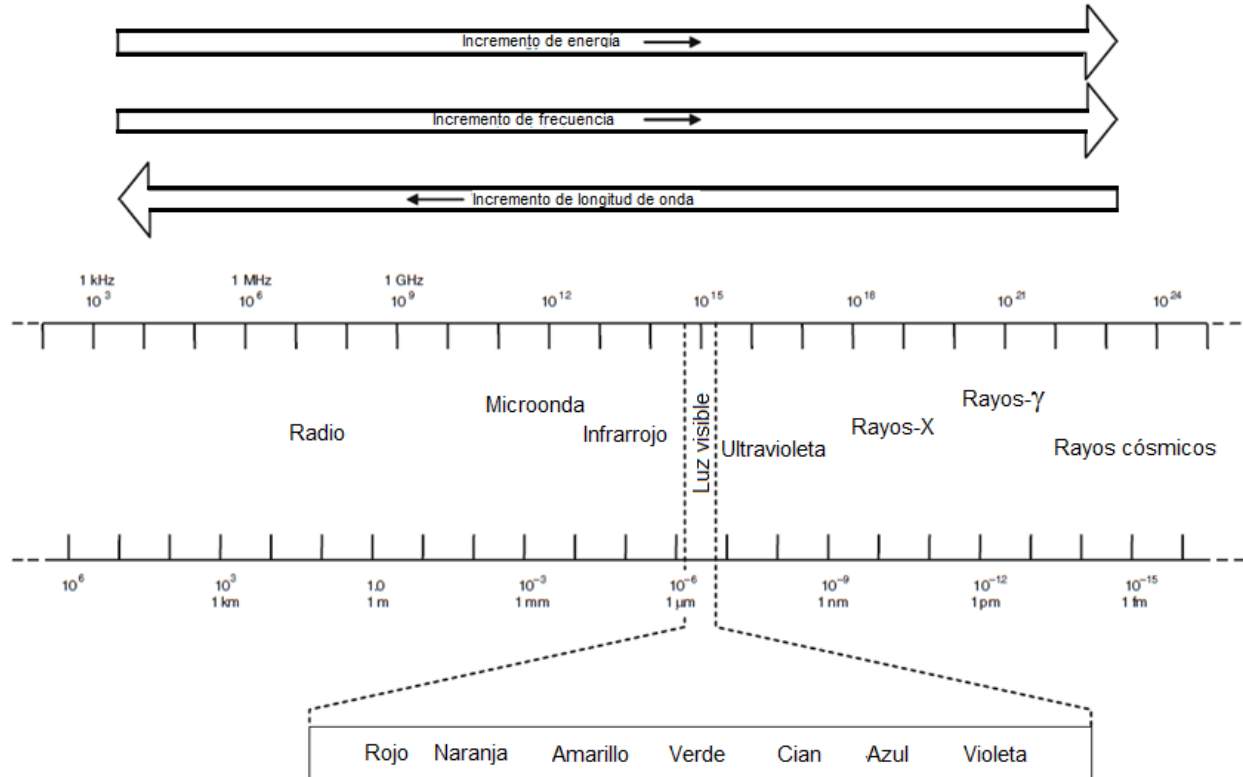 Incremento de energía
Incremento de frecuencia
Incremento de longitud de onda
1 kHz 1 MHz 1 GHz
10³ 10⁶ 10⁹ 10¹² 10¹⁵ 10¹⁸ 10²¹ 10²⁴
Radio
Microonda
Infrarrojo
Luz visible
Ultravioleta
Rayos-X
Rayos-γ
Rayos cósmicos
10⁶ 10³ 1.0 10⁻³ 10⁻⁶ 10⁻⁹ 10⁻¹² 10⁻¹⁵
1 km 1 m 1 mm 1 μm 1 nm 1 pm 1 fm
Rojo Naranja Amarillo Verde Cian Azul Violeta